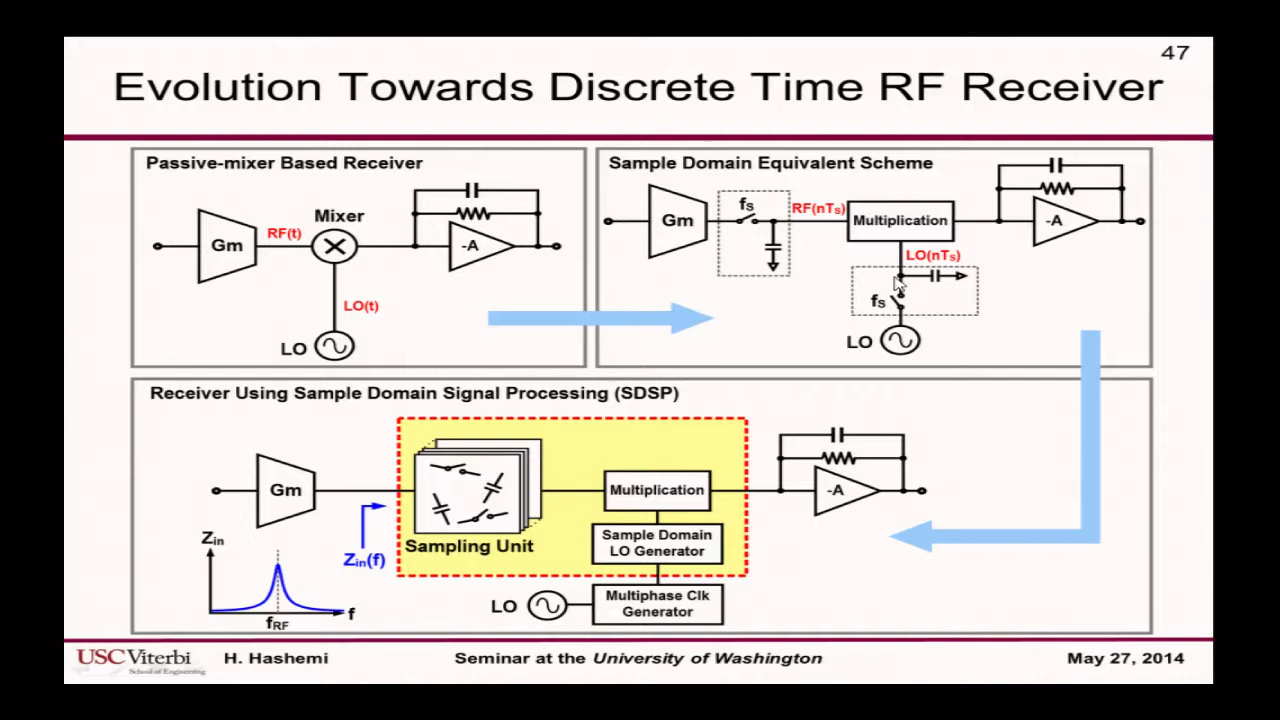 47
Evolution Towards Discrete Time RF Receiver
Passive-mixer Based Receiver
Gm
RF(t)
Mixer
-A
LO(t)
LO
Sample Domain Equivalent Scheme
Gm
fS
RF(nTS)
Multiplication
-A
LO(nTS)
fS
LO
Receiver Using Sample Domain Signal Processing (SDSP)
Gm
Sampling Unit
Multiplication
-A
Sample Domain
LO Generator
Zin
Zin(f)
f
fRF
LO
Multiphase Clk
Generator
USC Viterbi
School of Engineering
H. Hashemi
Seminar at the University of Washington
May 27, 2014